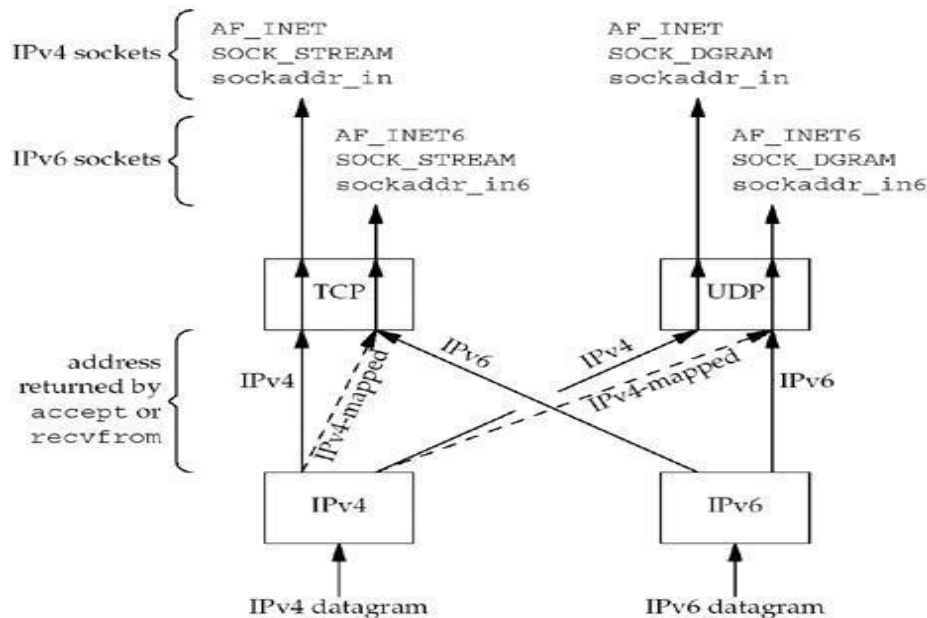 IPv4 sockets
AF_INET
SOCK_STREAM
sockaddr_in
AF_INET
SOCK_DGRAM
sockaddr_in
IPv6 sockets
AF_INET6
SOCK_STREAM
sockaddr_in6
AF_INET6
SOCK_DGRAM
sockaddr_in6
TCP
UDP
address
returned by
accept or
recvfrom
IPv4
IPv4-mapped
IPv6
IPv4
IPv4-mapped
IPv6
IPv4
IPv6
IPv4 datagram
IPv6 datagram